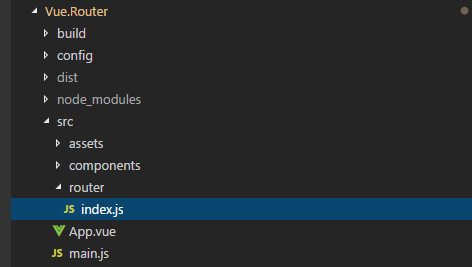 Vue.Router
build
config
dist
node_modules
src
assets
components
router
JS index.js
App.vue
JS main.js